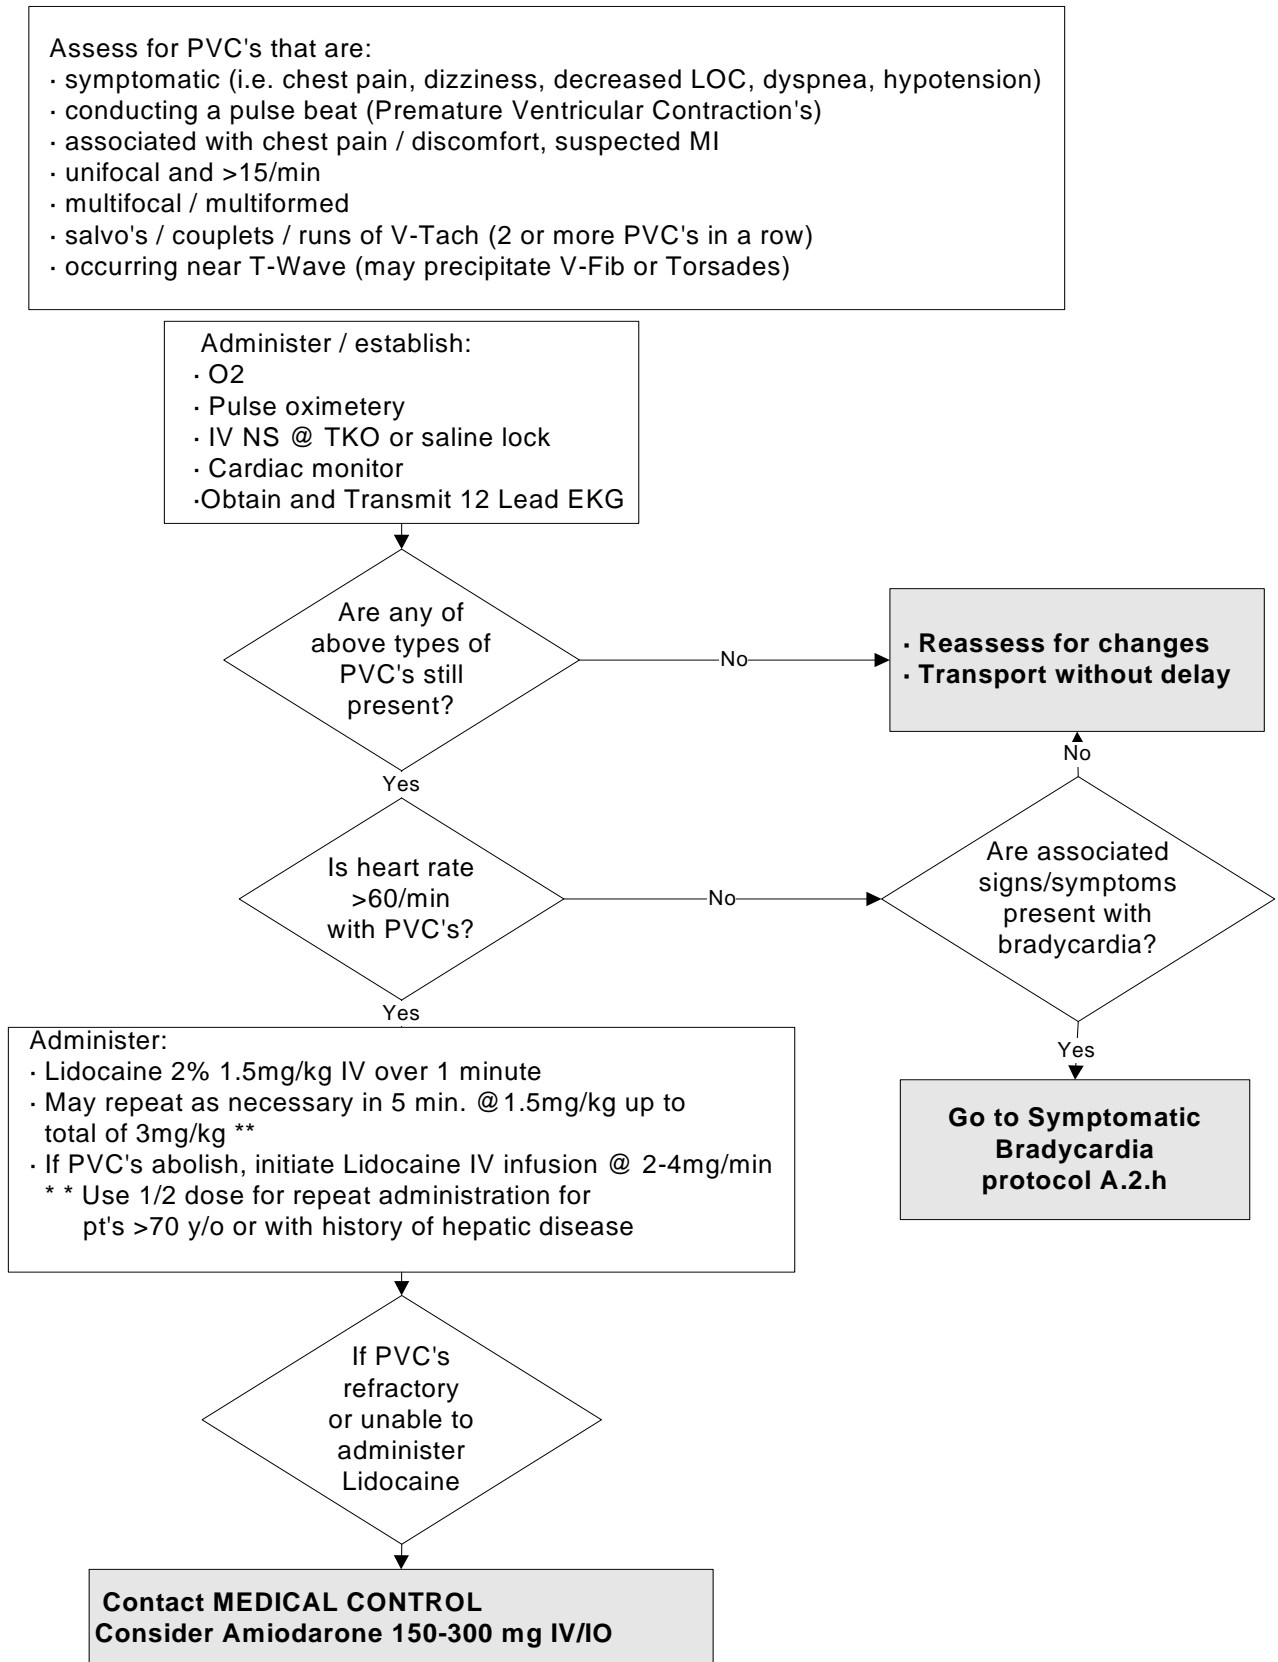 Assess for PVC's that are:
· symptomatic (i.e. chest pain, dizziness, decreased LOC, dyspnea, hypotension)
· conducting a pulse beat (Premature Ventricular Contraction's)
· associated with chest pain / discomfort, suspected MI
· unifocal and >15/min
· multifocal / multiformed
· salvo's / couplets / runs of V-Tach (2 or more PVC's in a row)
· occurring near T-Wave (may precipitate V-Fib or Torsades)
Administer / establish:
· O2
· Pulse oximetery
· IV NS @ TKO or saline lock
· Cardiac monitor
·Obtain and Transmit 12 Lead EKG
Are any of
above types of
PVC's still
present?
No
· Reassess for changes
· Transport without delay
Yes
No
Is heart rate
>60/min
with PVC's?
No
Are associated
signs/symptoms
present with
bradycardia?
Yes
Yes
Administer:
· Lidocaine 2% 1.5mg/kg IV over 1 minute
· May repeat as necessary in 5 min. @1.5mg/kg up to
total of 3mg/kg **
· If PVC's abolish, initiate Lidocaine IV infusion @ 2-4mg/min
* * Use 1/2 dose for repeat administration for
pt's >70 y/o or with history of hepatic disease
Go to Symptomatic
Bradycardia
protocol A.2.h
If PVC's
refractory
or unable to
administer
Lidocaine
Contact MEDICAL CONTROL
Consider Amiodarone 150-300 mg IV/IO